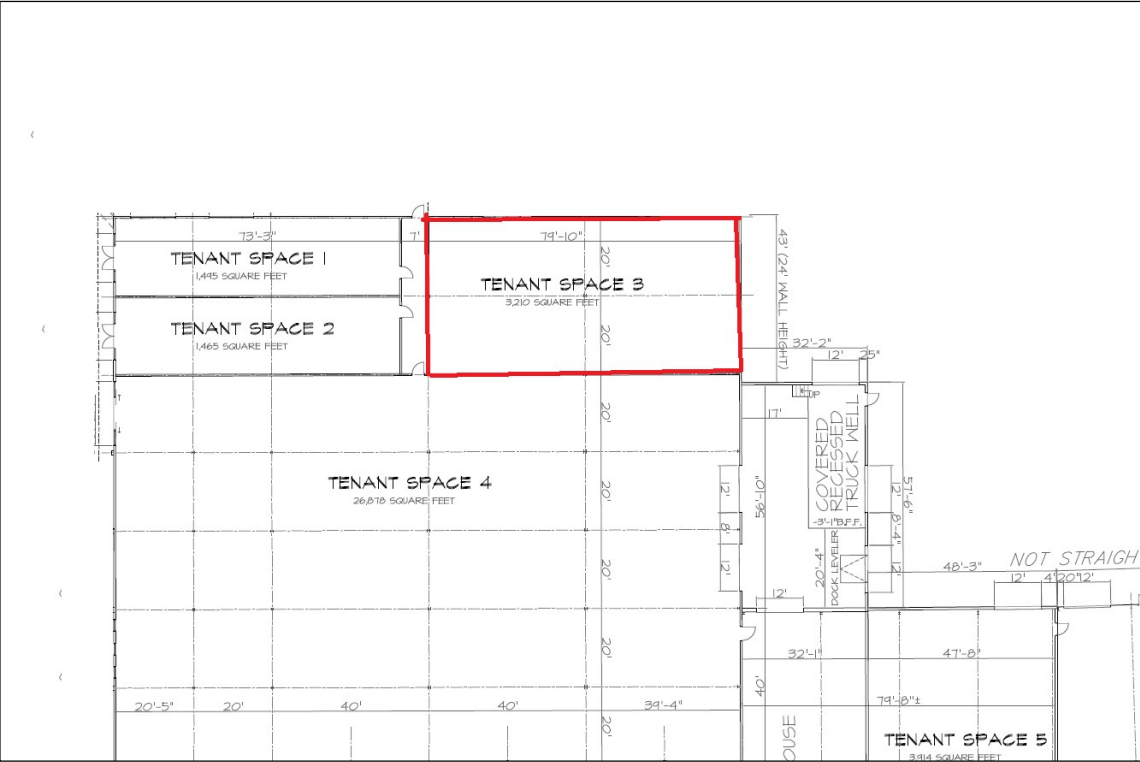 73'-3"
7'
79'-10"
TENANT SPACE 1
1,495 SQUARE FEET
20'
TENANT SPACE 3
3,210 SQUARE FEET
43' (24' WALL HEIGHT)
TENANT SPACE 2
1,465 SQUARE FEET
20'
32'-2"
12'
25"
UP
17'
20'
COVERED
RECESSED
TRUCK WELL
TENANT SPACE 4
26,878 SQUARE FEET
20'
12'
8'
12'
59'-10"
12'
8'-4"
12'
57'-6"
-3'-1" B.F.F.
20'-4"
DOCK LEVELER
20'
48'-3"
NOT STRAIGH
12'
4'
20'
12'
12'
20'
32'-1"
47'-8"
40'
79'-8"±
20'-5"
20'
40'
40'
39'-4"
20'
OUSE
TENANT SPACE 5
3,914 SQUARE FEET